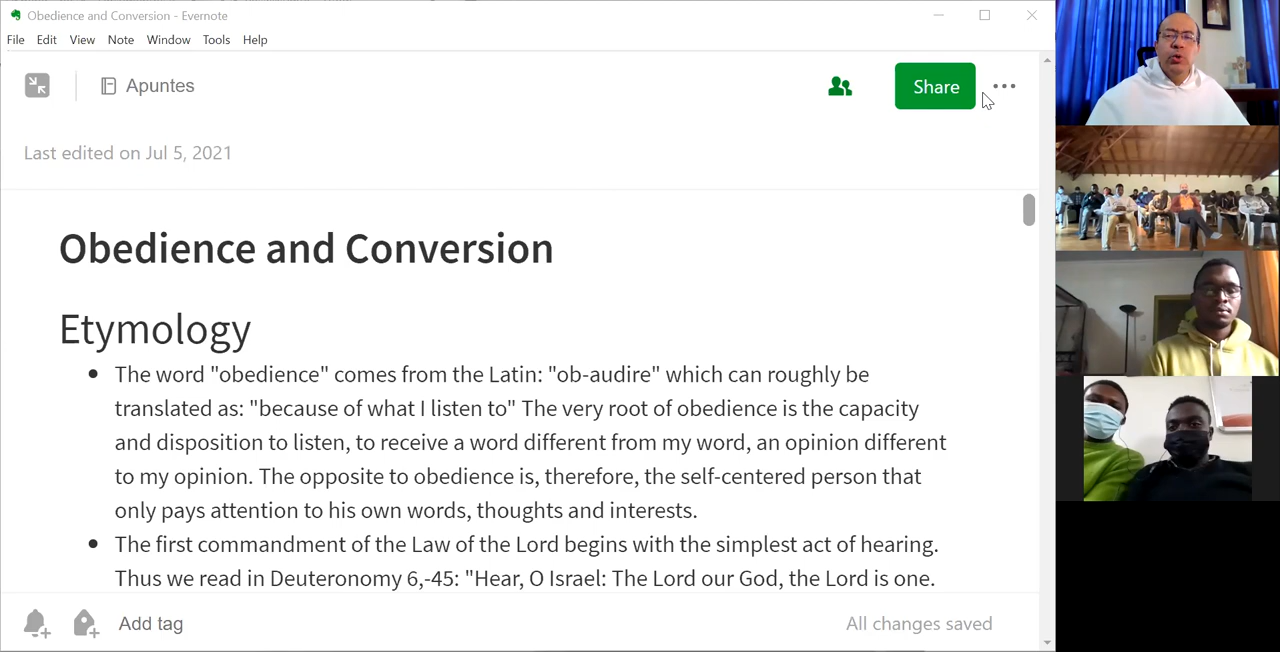 Obedience and Conversion - Evernote
File Edit View Note Window Tools Help
Apuntes
Share
Last edited on Jul 5, 2021
Obedience and Conversion
Etymology
The word "obedience" comes from the Latin: "ob-audire" which can roughly be
translated as: "because of what I listen to" The very root of obedience is the capacity
and disposition to listen, to receive a word different from my word, an opinion different
to my opinion. The opposite to obedience is, therefore, the self-centered person that
only pays attention to his own words, thoughts and interests.
The first commandment of the Law of the Lord begins with the simplest act of hearing.
Thus we read in Deuteronomy 6,-45: "Hear, O Israel: The Lord our God, the Lord is one.
Add tag
All changes saved